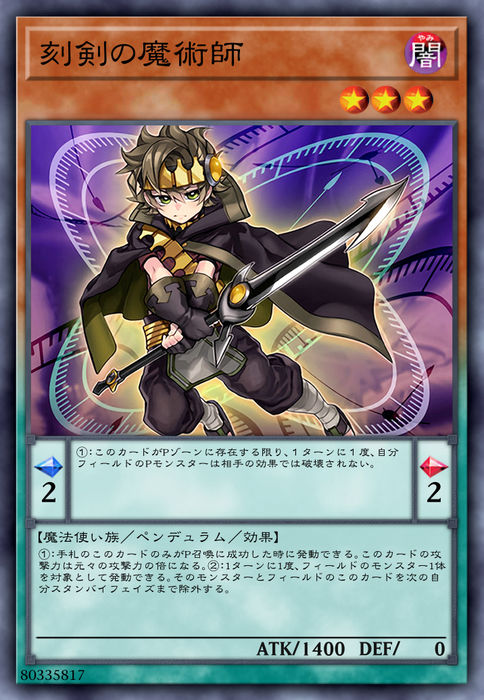 刻剣の魔術師
やみ
闇
①:このカードがPゾーンに存在する限り、1ターンに1度、自分
フィールドのPモンスターは相手の効果では破壊されない。
2
2
【魔法使い族/ペンデュラム/効果】
①:手札のこのカードのみがP召喚に成功した時に発動できる。このカードの攻
撃力は元々の攻撃力の倍になる。②:1ターンに1度、フィールドのモンスター1体
を対象として発動できる。そのモンスターとフィールドのこのカードを次の自
分スタンバイフェイズまで除外する。
ATK/1400 DEF/ 0
80335817